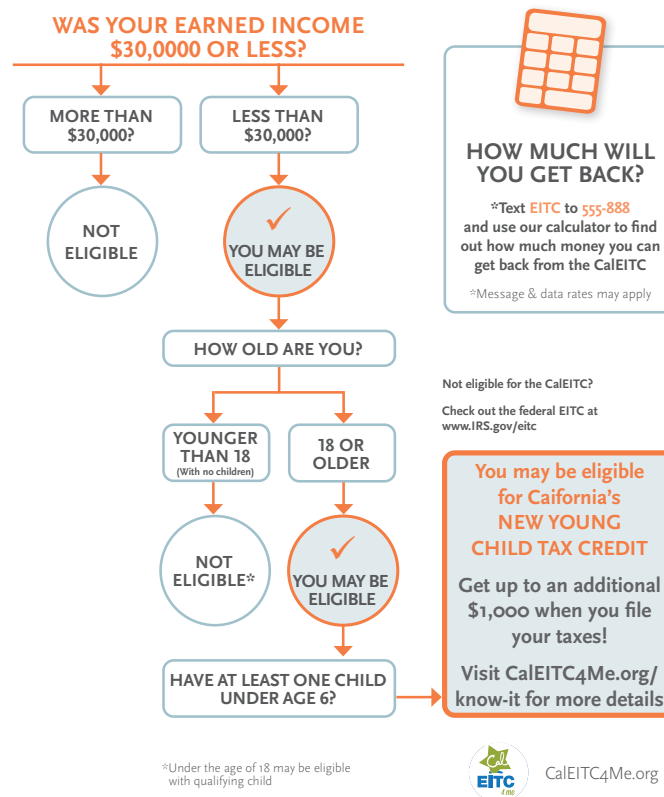 WAS YOUR EARNED INCOME
$30,0000 OR LESS?
MORE THAN
$30,000?
LESS THAN
$30,000?
NOT
ELIGIBLE
YOU MAY BE
ELIGIBLE
HOW OLD ARE YOU?
YOUNGER
THAN 18
(With no children)
18 OR
OLDER
NOT
ELIGIBLE*
YOU MAY BE
ELIGIBLE
HAVE AT LEAST ONE CHILD
UNDER AGE 6?
*Under the age of 18 may be eligible
with qualifying child
HOW MUCH WILL
YOU GET BACK?
*Text EITC to 555-888
and use our calculator to find
out how much money you can
get back from the CalEITC
*Message & data rates may apply
Not eligible for the CalEITC?
Check out the federal EITC at
www.IRS.gov/eitc
You may be eligible
for Caifornia's
NEW YOUNG
CHILD TAX CREDIT
Get up to an additional
$1,000 when you file
your taxes!
Visit CalEITC4Me.org/
know-it for more details
Cal
EITC
4 me
CalEITC4Me.org